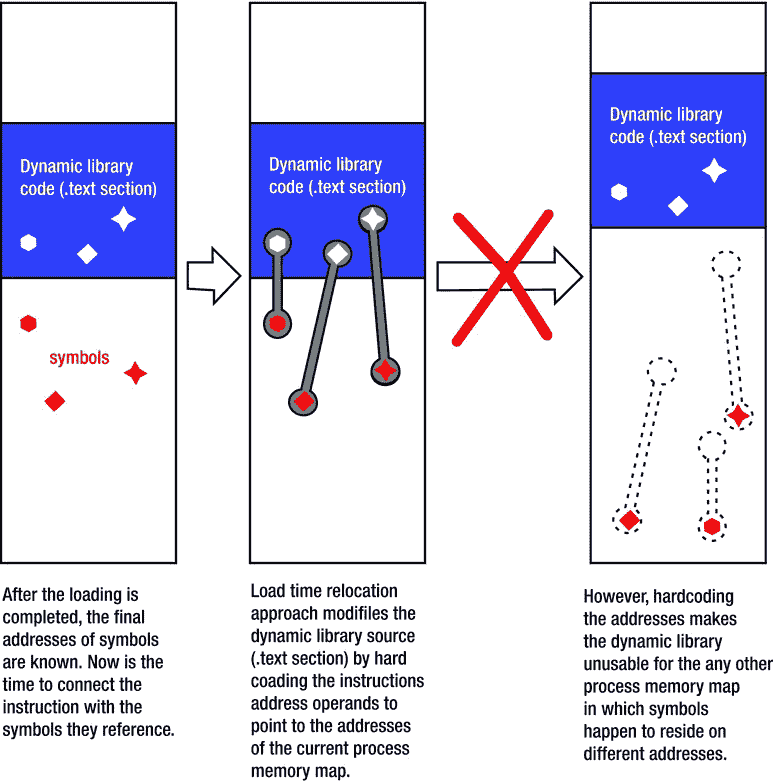 Dynamic library
code (.text section)
symbols
After the loading is
completed, the final
addresses of symbols
are known. Now is the
time to connect the
instruction with the
symbols they reference.
Dynamic library
code (.text section)
Load time relocation
approach modifiles the
dynamic library source
(.text section) by hard
coading the instructions
address operands to
point to the addresses
of the current process
memory map.
Dynamic library
code (.text section)
However, hardcoding
the addresses makes
the dynamic library
unusable for the any other
process memory map
in which symbols
happen to reside on
different addresses.